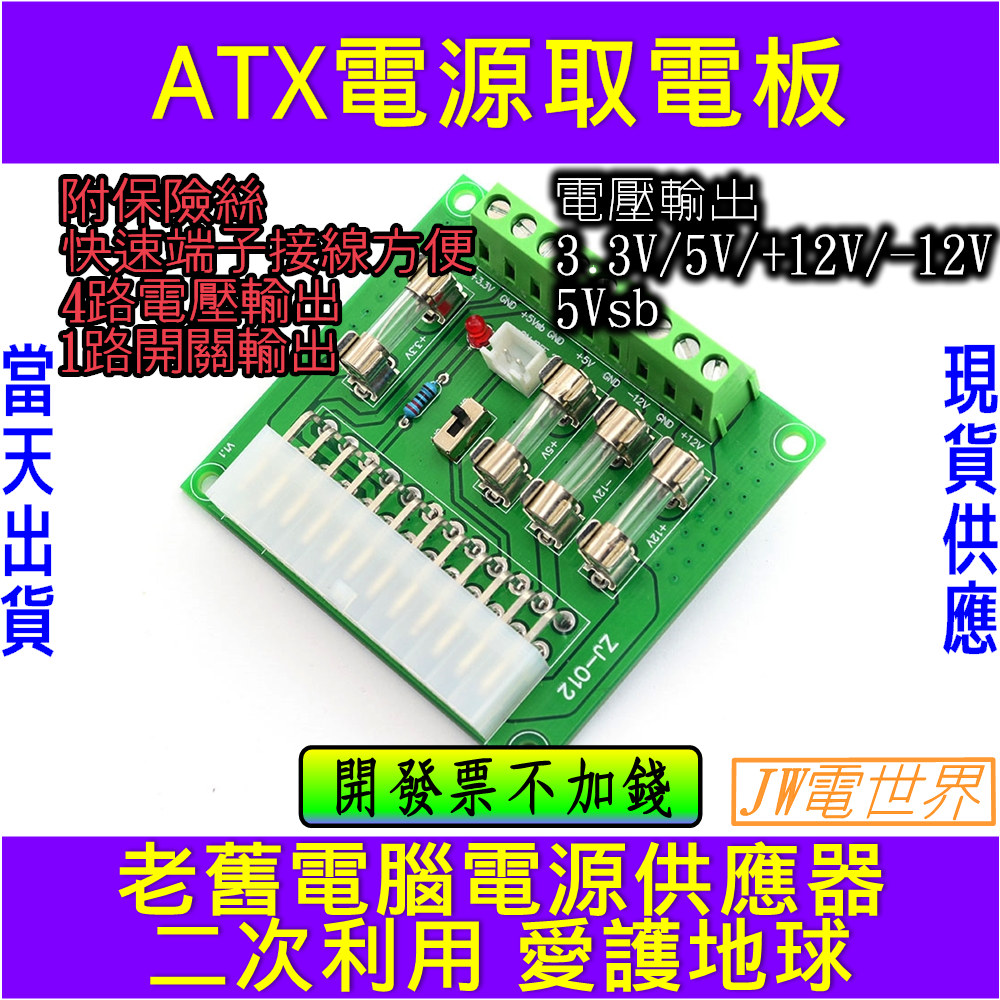 ATX電源取電板
附保險絲
快速端子接線方便
4路電壓輸出
1路開關輸出
電壓輸出
3.3V/5V/+12V/-12V
5Vsb
當天出貨
現貨供應
+3.3V
GND
+5Vsb
GND
+5V
GND
-12V
GND
+12V
+3.3V
+5V
-12V
+12V
V1.1
ZJ-012
開發票不加錢
JW電世界
老舊電腦電源供應器
二次利用 愛護地球